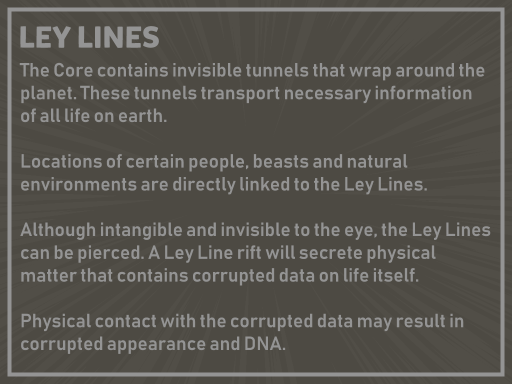 LEY LINES
The Core contains invisible tunnels that wrap around the
planet. These tunnels transport necessary information
of all life on earth.
Locations of certain people, beasts and natural
environments are directly linked to the Ley Lines.
Although intangible and invisible to the eye, the Ley Lines
can be pierced. A Ley Line rift will secrete physical
matter that contains corrupted data on life itself.
Physical contact with the corrupted data may result in
corrupted appearance and DNA.